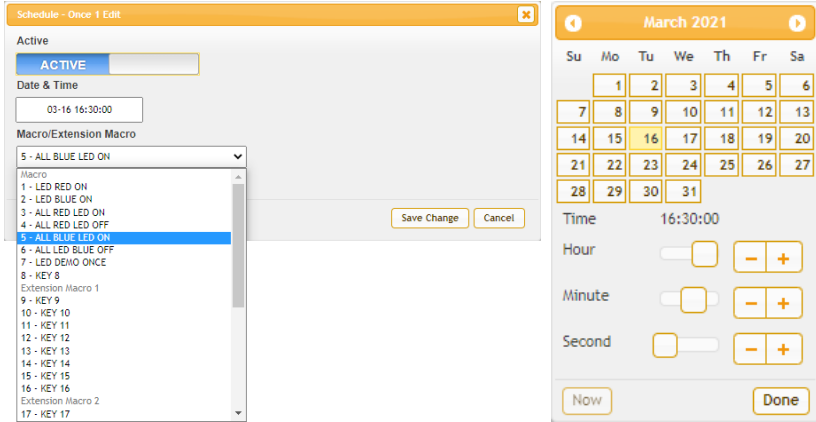 Schedule - Once 1 Edit
Active
ACTIVE
Date & Time
03-16 16:30:00
Macro/Extension Macro
5 - ALL BLUE LED ON
Macro
1 - LED RED ON
2 - LED BLUE ON
3 - ALL RED LED ON
4 - ALL RED LED OFF
5 - ALL BLUE LED ON
6 - ALL LED BLUE OFF
7 - LED DEMO ONCE
8 - KEY 8
Extension Macro 1
9 - KEY 9
10 - KEY 10
11 - KEY 11
12 - KEY 12
13 - KEY 13
14 - KEY 14
15 - KEY 15
16 - KEY 16
Extension Macro 2
17 - KEY 17
Save Change Cancel
March 2021
Su Mo Tu We Th Fr Sa
1 2 3 4 5 6
7 8 9 10 11 12 13
14 15 16 17 18 19 20
21 22 23 24 25 26 27
28 29 30 31
Time 16:30:00
Hour - +
Minute - +
Second - +
Now Done